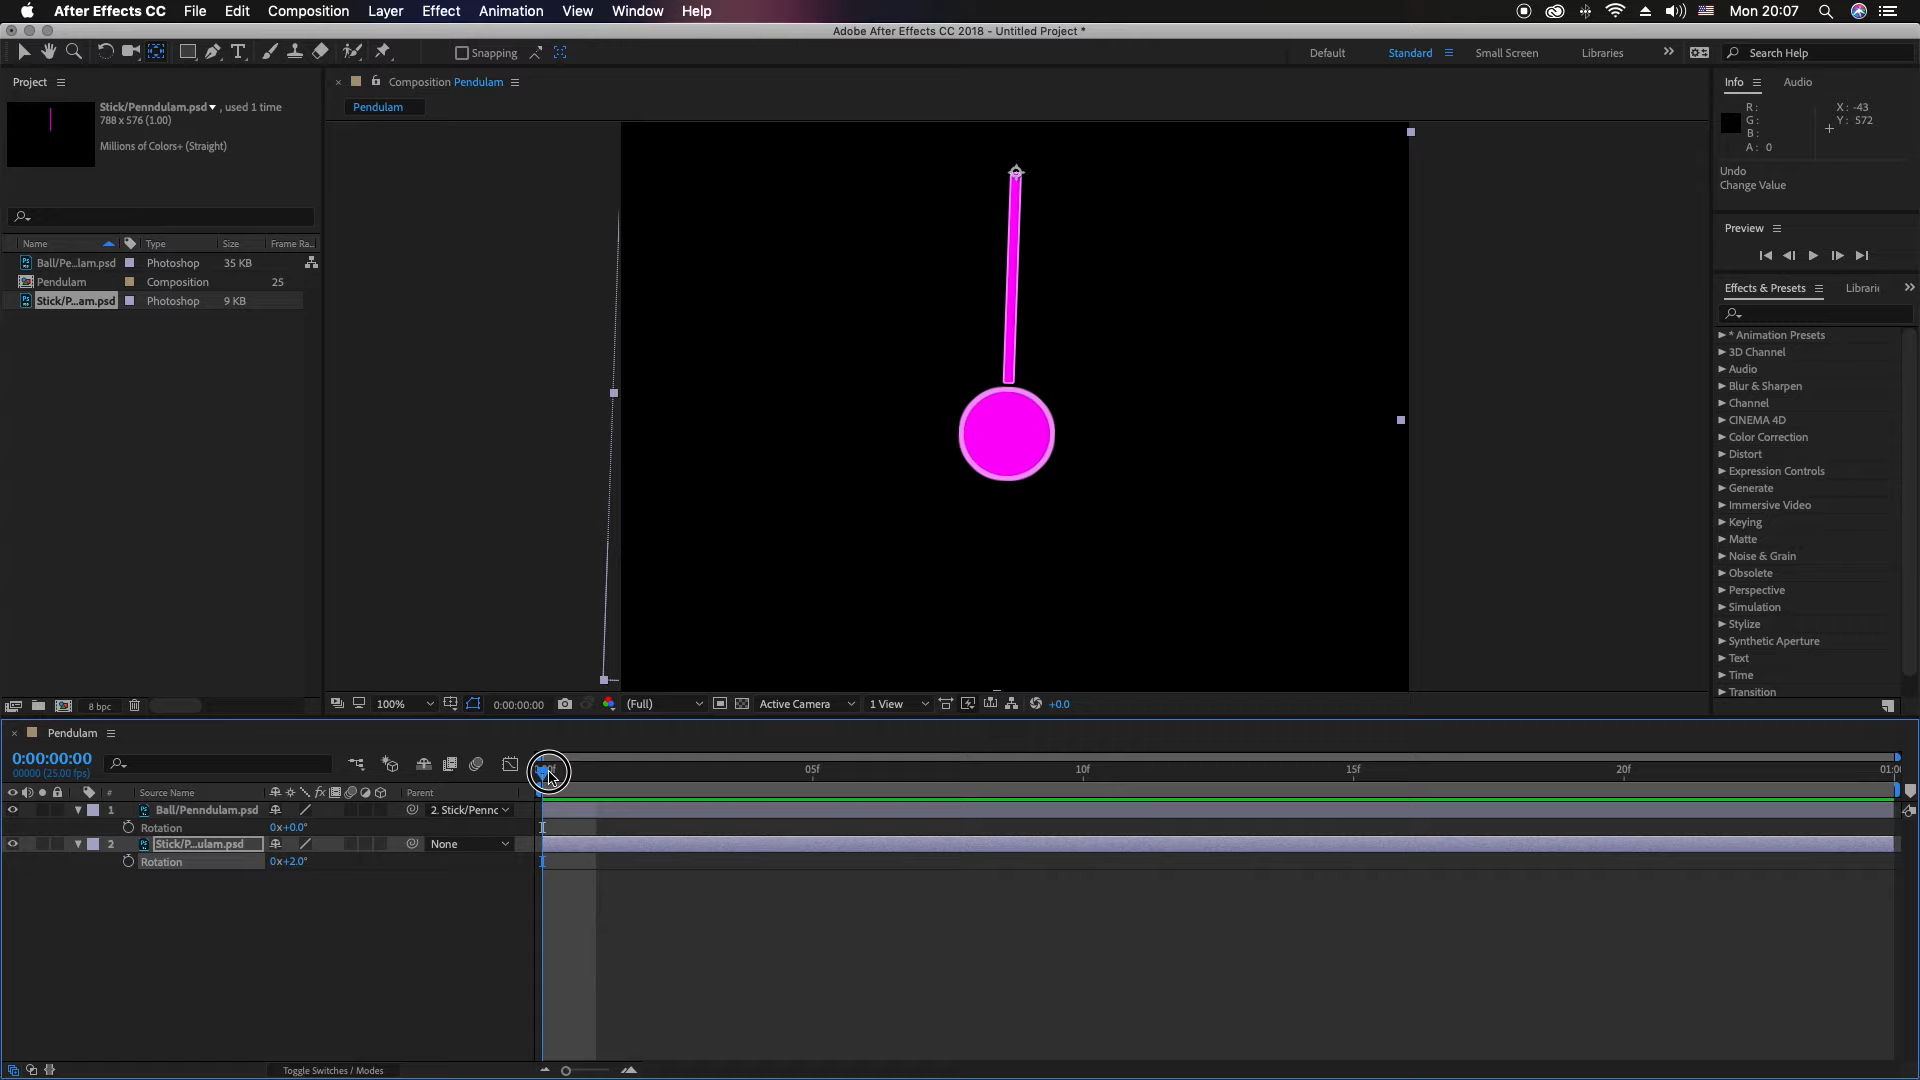 After Effects CC File Edit Composition Layer Effect Animation View Window Help Mon 20:07
Adobe After Effects CC 2018 - Untitled Project *
Snapping Default Standard Small Screen Libraries Search Help
Project
Stick/Penndulam.psd , used 1 time
788 x 576 (1.00)
Millions of Colors+ (Straight)
Name Type Size Frame Ra...
Ball/Pe...lam.psd Photoshop 35 KB
Pendulam Composition 25
Stick/P...am.psd Photoshop 9 KB
8 bpc
Composition Pendulam
Pendulam
100% 0:00:00:00 (Full) Active Camera 1 View +0.0
Info Audio
R: X: -43
G: Y: 572
B:
A: 0
Undo
Change Value
Preview
Effects & Presets Librari
* Animation Presets
3D Channel
Audio
Blur & Sharpen
Channel
CINEMA 4D
Color Correction
Distort
Expression Controls
Generate
Immersive Video
Keying
Matte
Noise & Grain
Obsolete
Perspective
Simulation
Stylize
Synthetic Aperture
Text
Time
Transition
Pendulam
0:00:00:00
00000 (25.00 fps)
05f 10f 15f 20f 01:0
# Source Name fx Parent
1 Ball/Penndulam.psd 2. Stick/Pennc
Rotation 0x+0.0°
2 Stick/P...ulam.psd None
Rotation 0x+2.0°
Toggle Switches / Modes